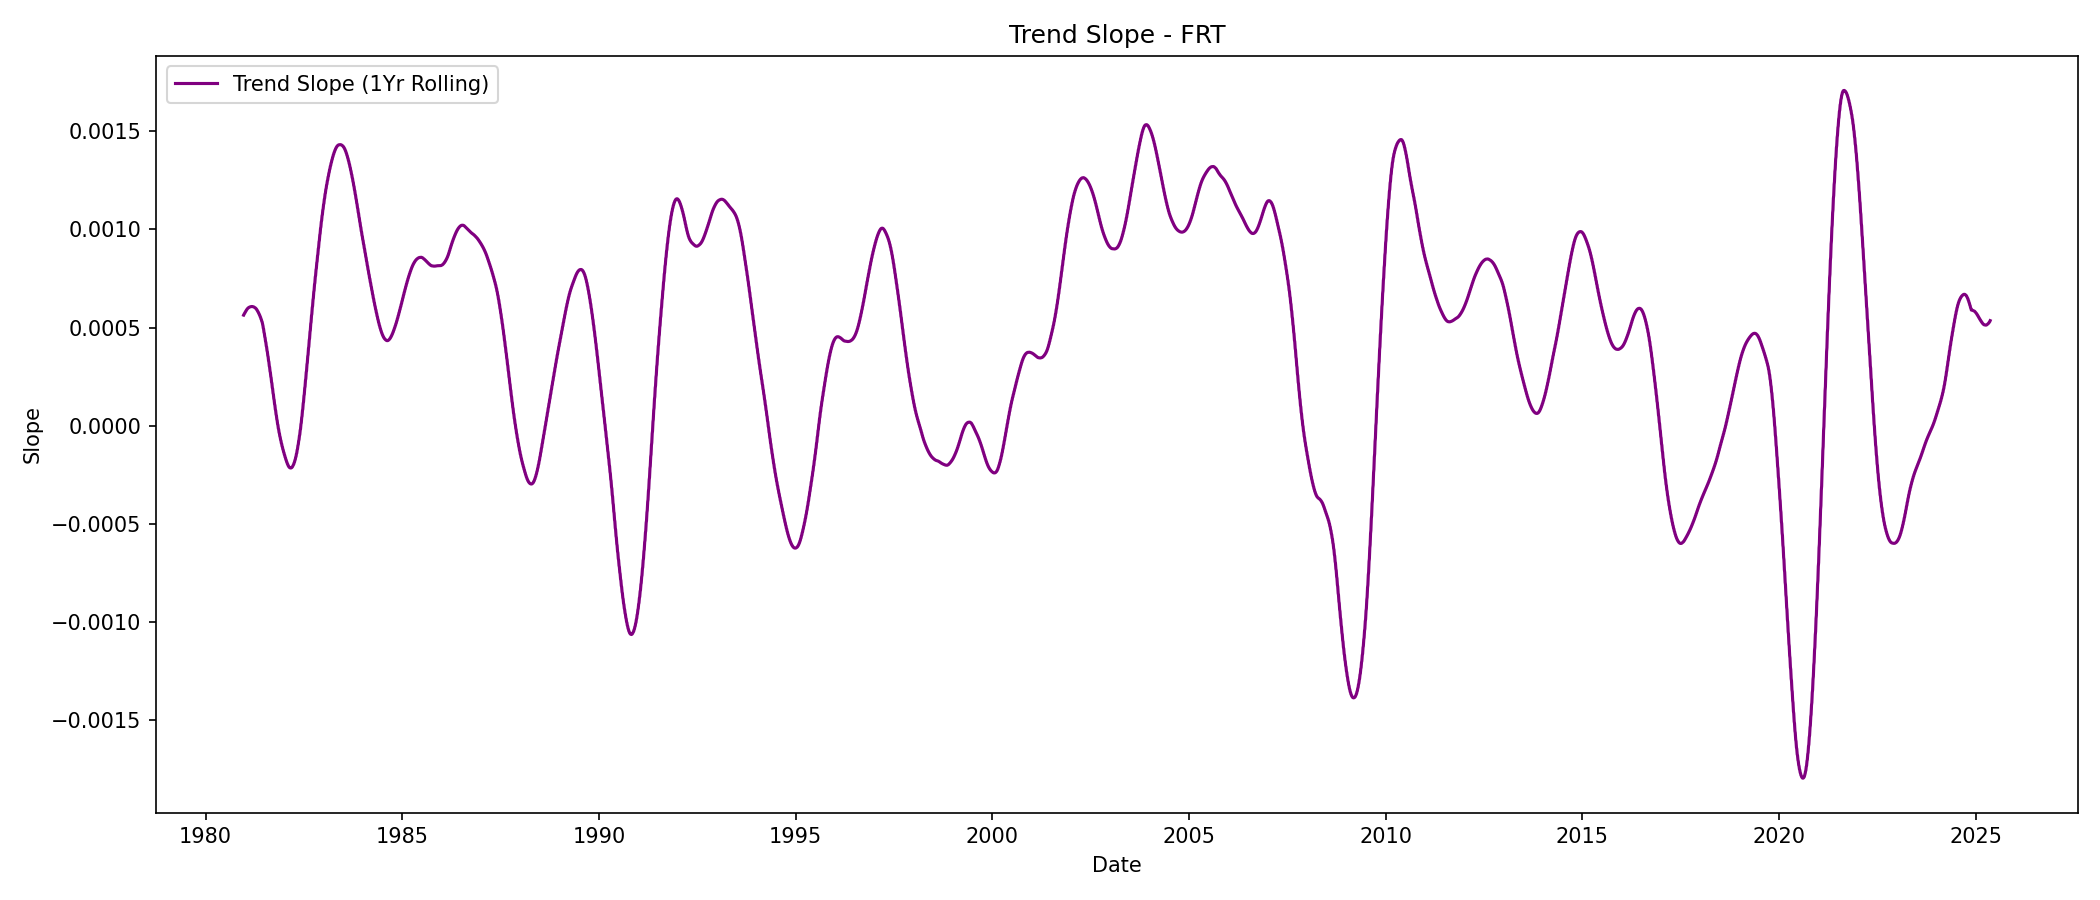 Trend Slope - FRT
Trend Slope (1Yr Rolling)
0.0015
0.0010
0.0005
0.0000
−0.0005
−0.0010
−0.0015
Slope
1980 1985 1990 1995 2000 2005 2010 2015 2020 2025
Date